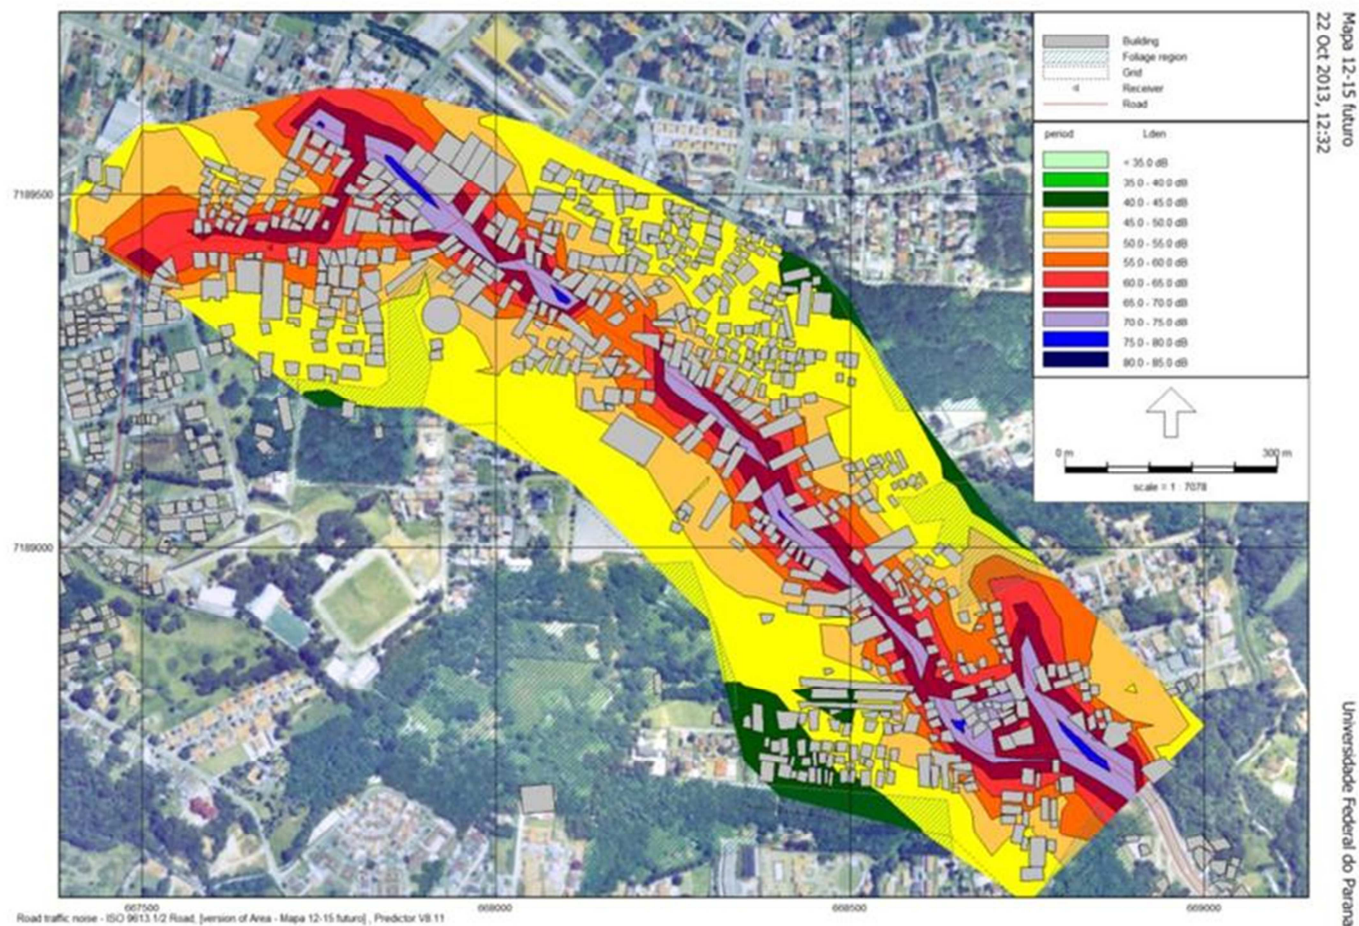 Mapa 12-15 futuro
22 Oct 2013, 12:32
Building
Foliage region
Grid
Receiver
Road
period Lden
< 35.0 dB
35.0 - 40.0 dB
40.0 - 45.0 dB
45.0 - 50.0 dB
50.0 - 55.0 dB
55.0 - 60.0 dB
60.0 - 65.0 dB
65.0 - 70.0 dB
70.0 - 75.0 dB
75.0 - 80.0 dB
80.0 - 85.0 dB
0 m 300 m
scale = 1 : 7078
7189500
7189000
667500 668000 668500 669000
Road traffic noise - ISO 9613.1/2 Road, [version of Area - Mapa 12-15 futuro] , Predictor V8.11
Universidade Federal do Parana